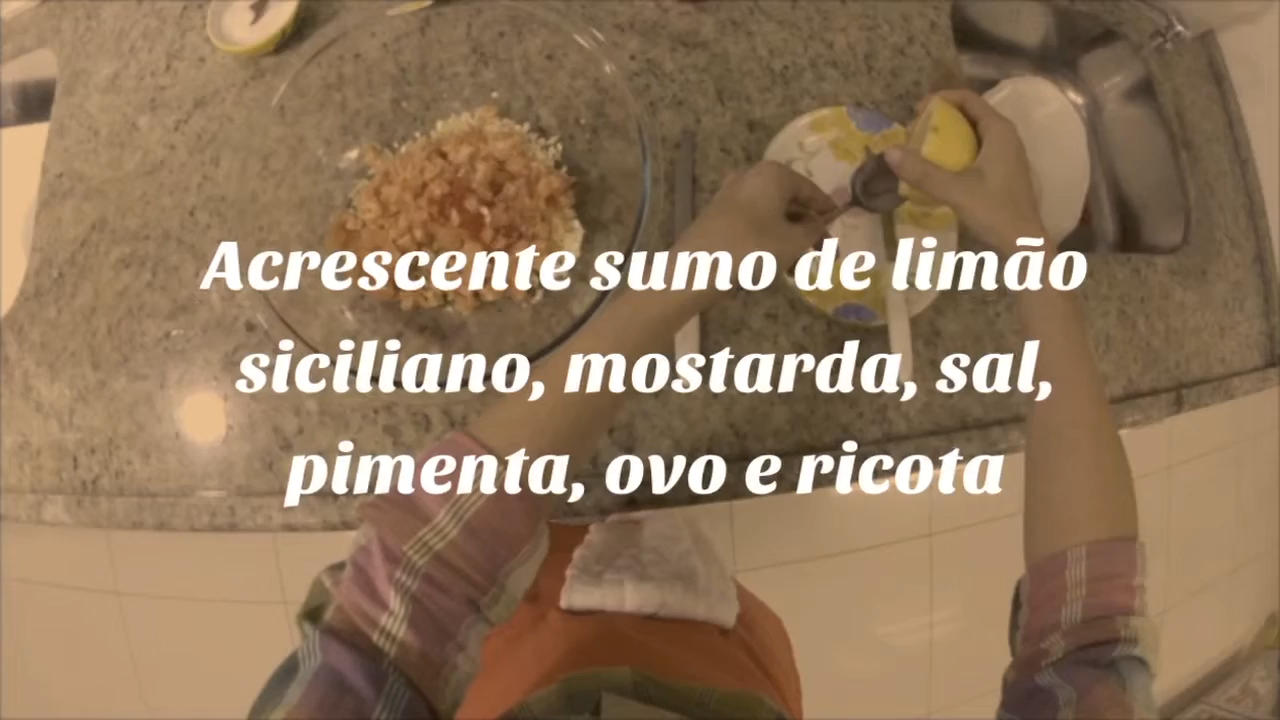 Acrescente sumo de limão
siciliano, mostarda, sal,
pimenta, ovo e ricota